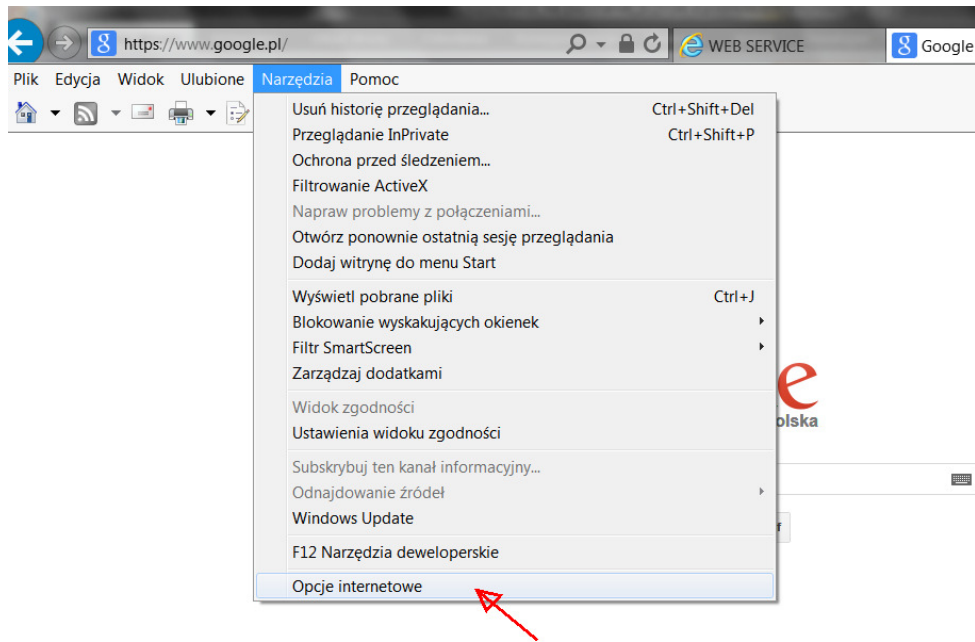 8 https://www.google.pl/ WEB SERVICE 8 Google
Plik Edycja Widok Ulubione Narzędzia Pomoc
Usuń historię przeglądania... Ctrl+Shift+Del
Przeglądanie InPrivate Ctrl+Shift+P
Ochrona przed śledzeniem...
Filtrowanie ActiveX
Napraw problemy z połączeniami...
Otwórz ponownie ostatnią sesję przeglądania
Dodaj witrynę do menu Start
Wyświetl pobrane pliki Ctrl+J
Blokowanie wyskakujących okienek
Filtr SmartScreen
Zarządzaj dodatkami
e
olska
Widok zgodności
Ustawienia widoku zgodności
Subskrybuj ten kanał informacyjny...
Odnajdowanie źródeł
Windows Update
f
F12 Narzędzia deweloperskie
Opcje internetowe